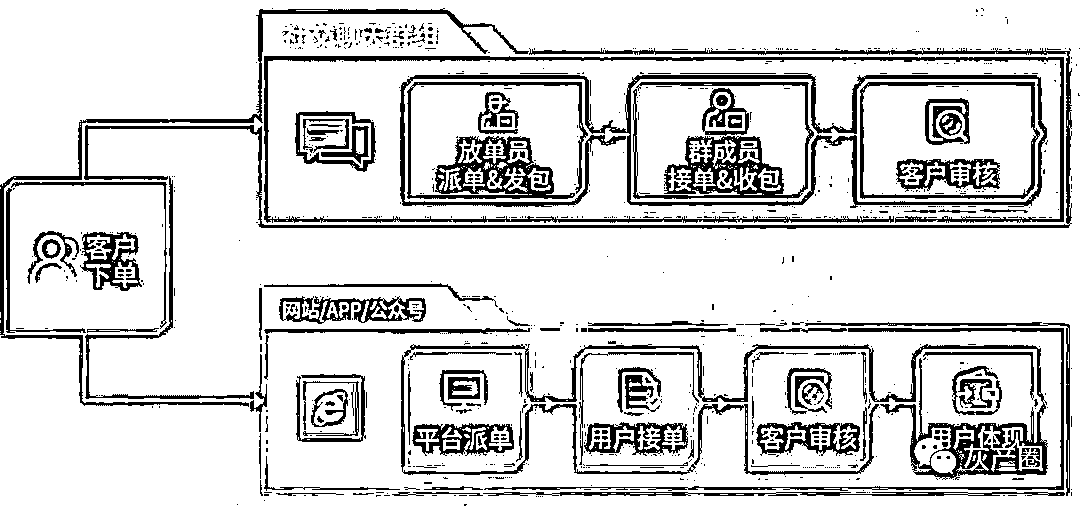 社交聊天群组
放单员
派单&发包
群成员
接单&收包
客户审核
客户
下单
网站/APP/公众号
平台派单
用户接单
客户审核
用户体现
灰产圈